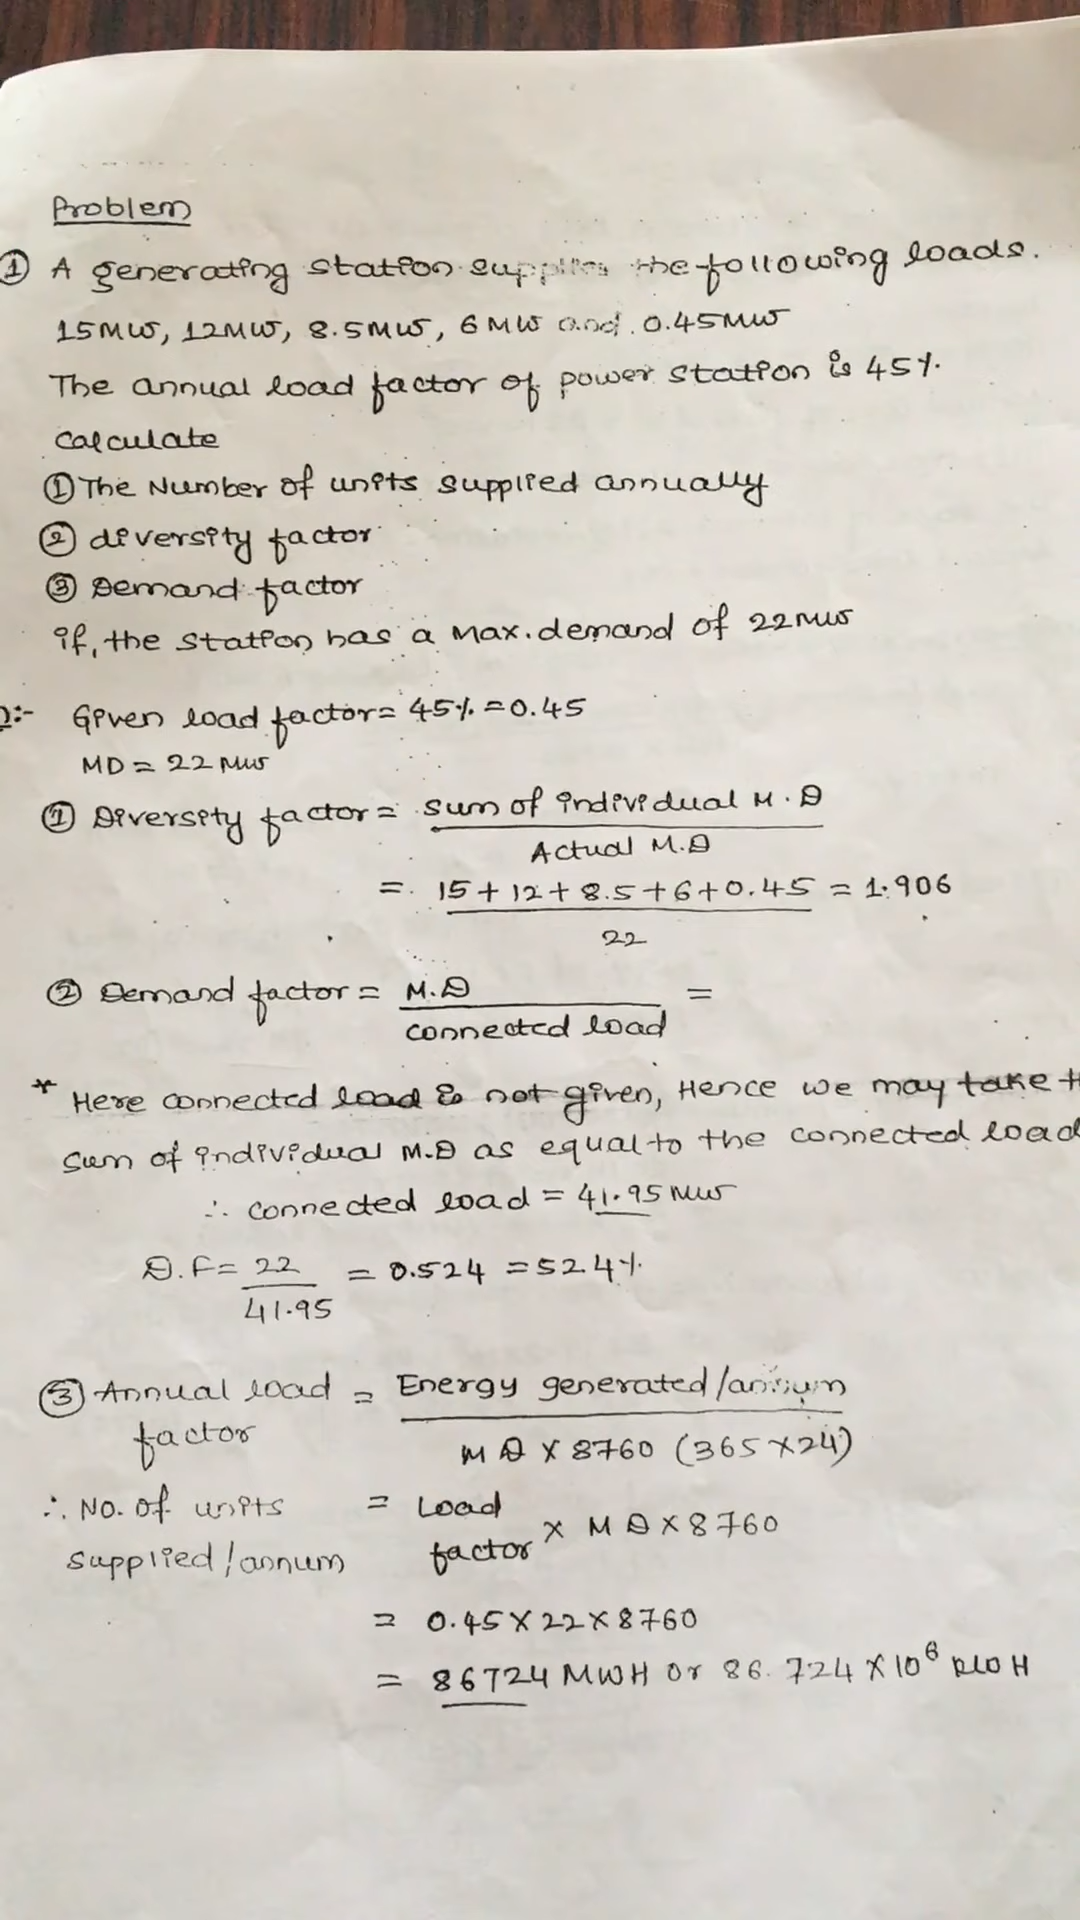 Problem
① A generating station supplies the following loads.
15MW, 12MW, 8.5MW, 6 MW and 0.45MW
The annual load factor of power station is 45%.
calculate
① The Number of units supplied annually
② diversity factor
③ Demand factor
if, the station has a max. demand of 22MW
:- Given load factor = 45% = 0.45
MD = 22 MW
① Diversity factor = sum of individual M.D
Actual M.D
= 15 + 12 + 8.5 + 6 + 0.45 = 1.906
22
② Demand factor = M.D =
connected load
* Here connected load is not given, Hence we may take
sum of individual M.D as equal to the connected load
∴ connected load = 41.95 MW
D.F = 22 = 0.524 = 52.4%
41.95
③ Annual load = Energy generated / annum
factor MD X 8760 (365 X 24)
∴ No. of units = Load X MD X 8760
supplied / annum factor
= 0.45 X 22 X 8760
= 86724 MWH or 86.724 X 10⁶ KWH